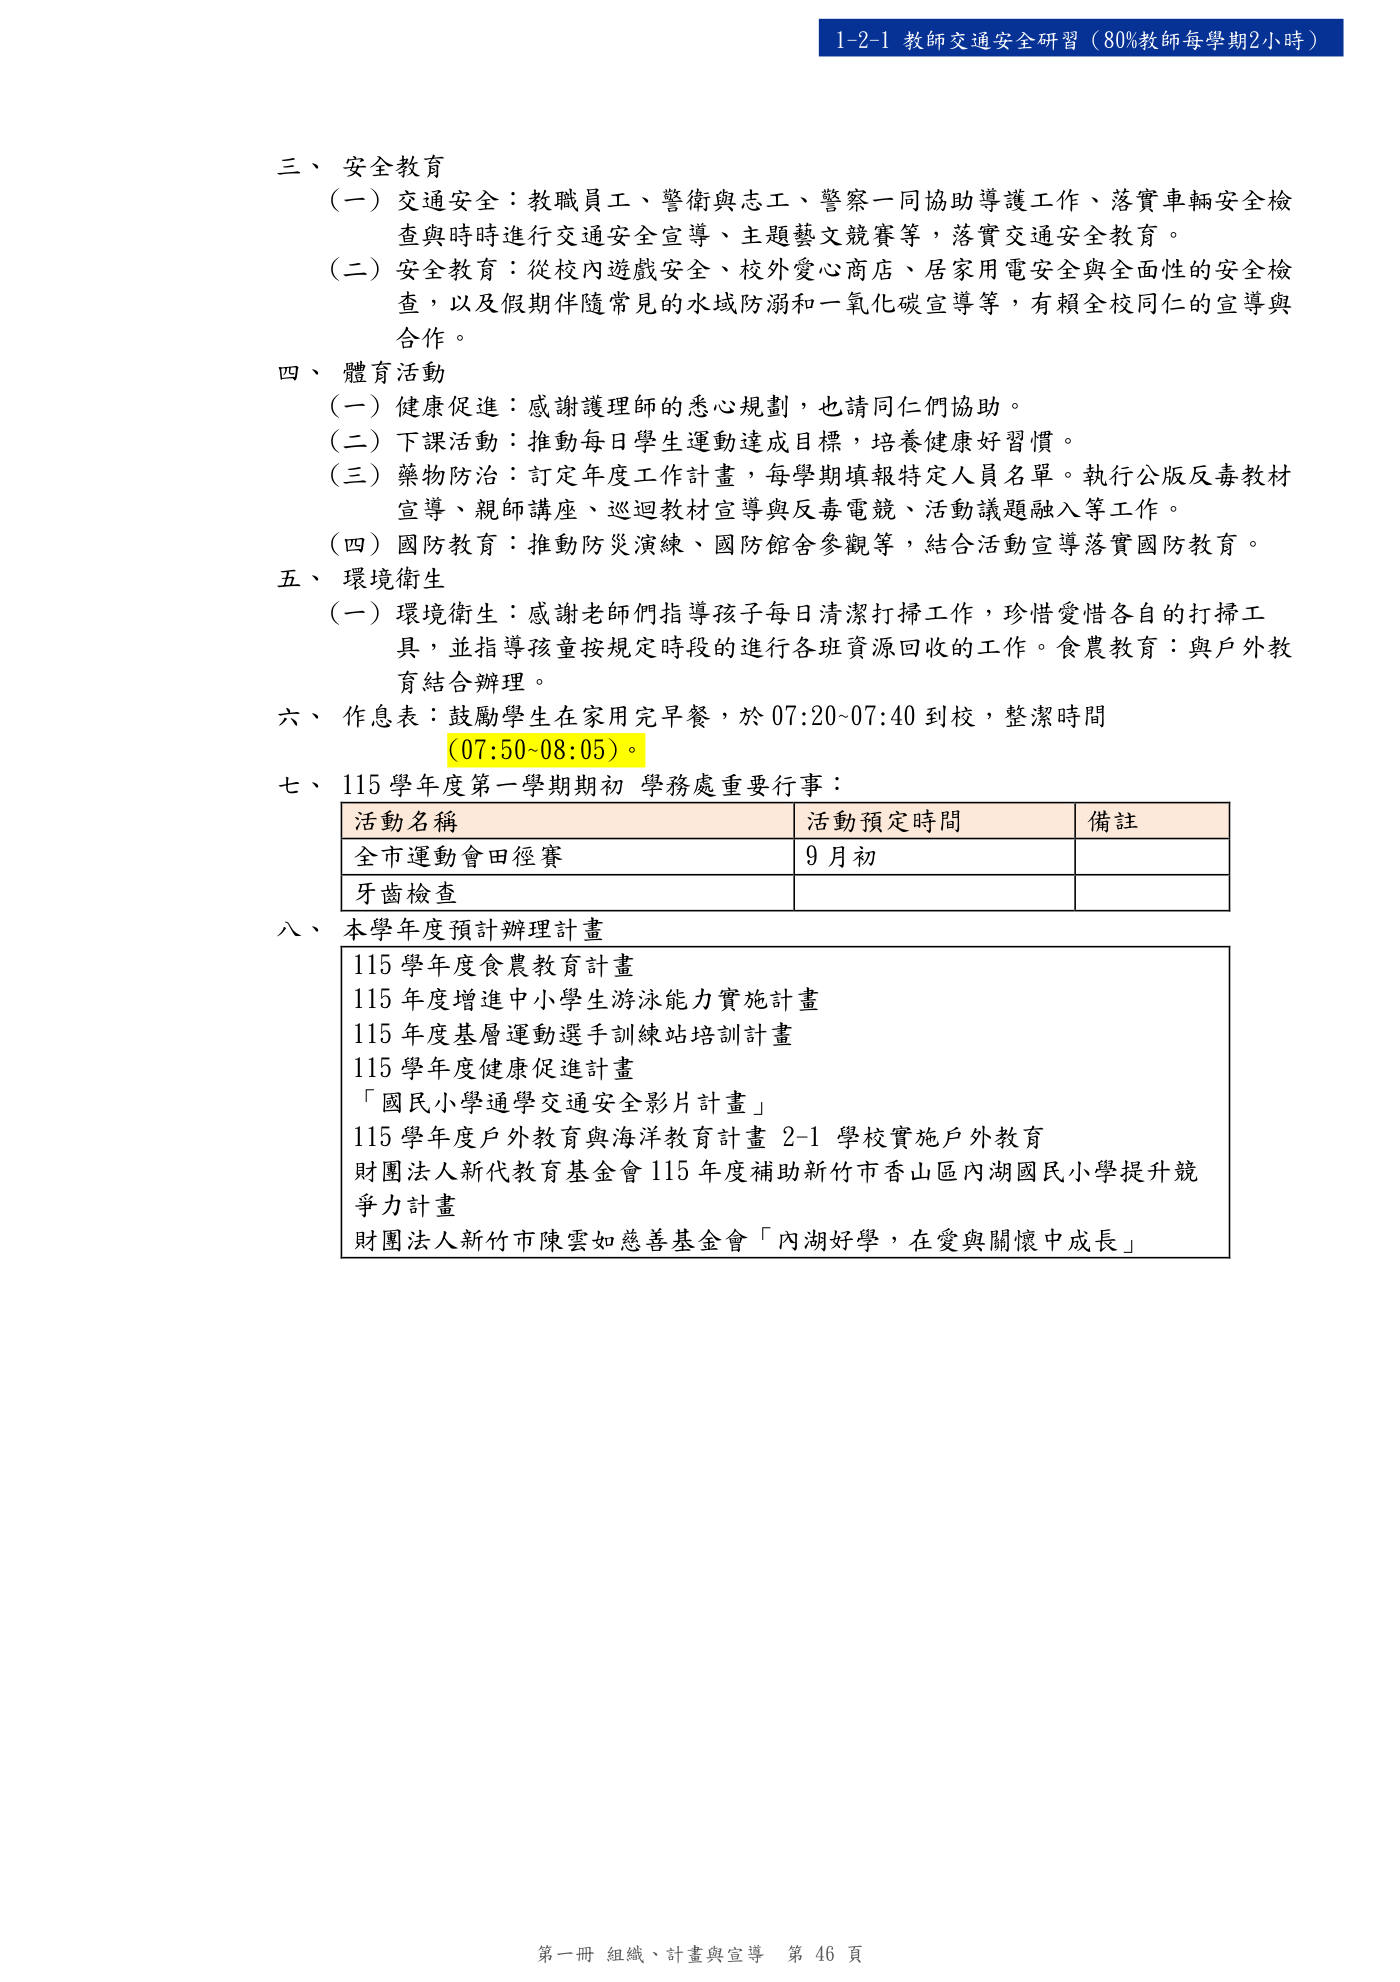 1-2-1 教師交通安全研習（80%教師每學期2小時）
三、 安全教育
（一）交通安全：教職員工、警衛與志工、警察一同協助導護工作、落實車輛安全檢
查與時時進行交通安全宣導、主題藝文競賽等，落實交通安全教育。
（二）安全教育：從校內遊戲安全、校外愛心商店、居家用電安全與全面性的安全檢
查，以及假期伴隨常見的水域防溺和一氧化碳宣導等，有賴全校同仁的宣導與
合作。
四、 體育活動
（一）健康促進：感謝護理師的悉心規劃，也請同仁們協助。
（二）下課活動：推動每日學生運動達成目標，培養健康好習慣。
（三）藥物防治：訂定年度工作計畫，每學期填報特定人員名單。執行公版反毒教材
宣導、親師講座、巡迴教材宣導與反毒電競、活動議題融入等工作。
（四）國防教育：推動防災演練、國防館舍參觀等，結合活動宣導落實國防教育。
五、 環境衛生
（一）環境衛生：感謝老師們指導孩子每日清潔打掃工作，珍惜愛惜各自的打掃工
具，並指導孩童按規定時段的進行各班資源回收的工作。食農教育：與戶外教
育結合辦理。
六、 作息表：鼓勵學生在家用完早餐，於 07:20~07:40 到校，整潔時間
(07:50~08:05)。
七、 115 學年度第一學期期初 學務處重要行事：
活動名稱 活動預定時間 備註
全市運動會田徑賽 9 月初
牙齒檢查
八、 本學年度預計辦理計畫
115 學年度食農教育計畫
115 年度增進中小學生游泳能力實施計畫
115 年度基層運動選手訓練站培訓計畫
115 學年度健康促進計畫
「國民小學通學交通安全影片計畫」
115 學年度戶外教育與海洋教育計畫 2-1 學校實施戶外教育
財團法人新代教育基金會 115 年度補助新竹市香山區內湖國民小學提升競
爭力計畫
財團法人新竹市陳雲如慈善基金會「內湖好學，在愛與關懷中成長」
第一冊 組織、計畫與宣導 第 46 頁